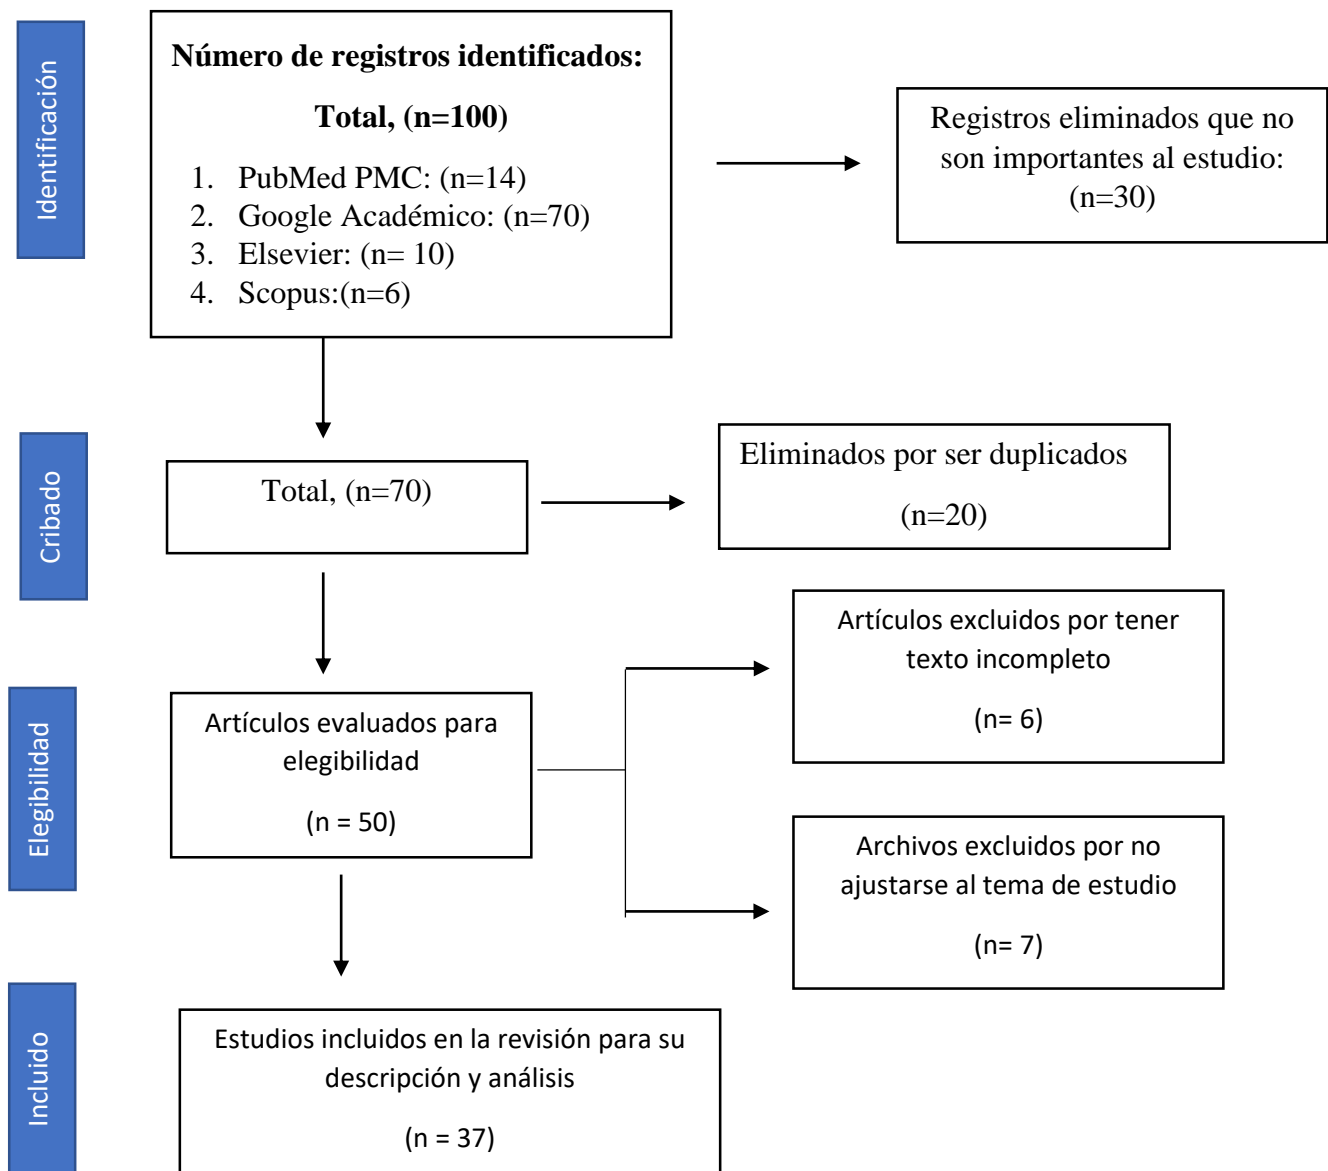 Identificación
Número de registros identificados:
Total, (n=100)
1. PubMed PMC: (n=14)
2. Google Académico: (n=70)
3. Elsevier: (n= 10)
4. Scopus:(n=6)
Registros eliminados que no
son importantes al estudio:
(n=30)
Cribado
Total, (n=70)
Eliminados por ser duplicados
(n=20)
Elegibilidad
Artículos evaluados para
elegibilidad
(n = 50)
Artículos excluidos por tener
texto incompleto
(n= 6)
Archivos excluidos por no
ajustarse al tema de estudio
(n= 7)
Incluido
Estudios incluidos en la revisión para su
descripción y análisis
(n = 37)